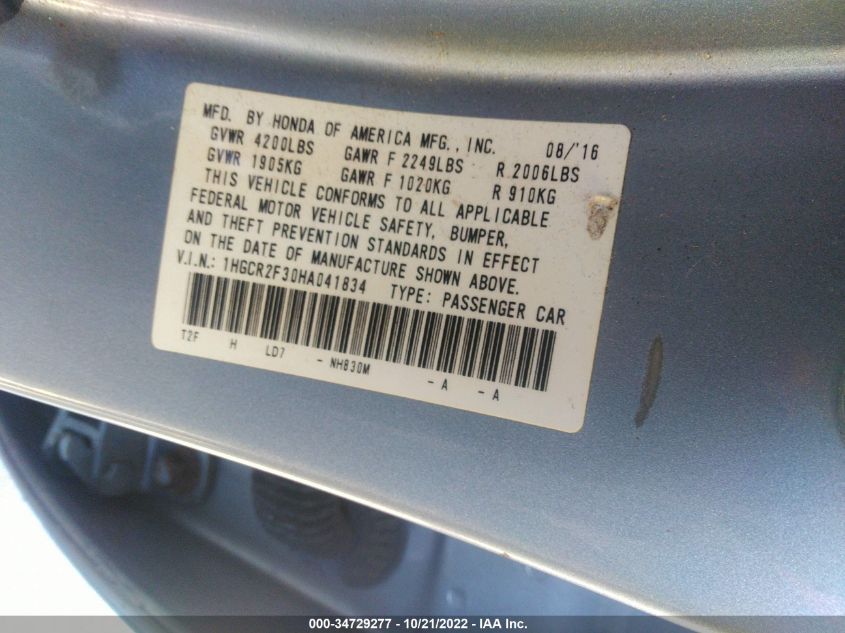 MFD. BY HONDA OF AMERICA MFG., INC. 08/'16
GVWR 4200LBS GAWR F 2249LBS R 2006LBS
GVWR 1905KG GAWR F 1020KG R 910KG
THIS VEHICLE CONFORMS TO ALL APPLICABLE
FEDERAL MOTOR VEHICLE SAFETY, BUMPER,
AND THEFT PREVENTION STANDARDS IN EFFECT
ON THE DATE OF MANUFACTURE SHOWN ABOVE.
V.I.N.: 1HGCR2F30HA041834 TYPE: PASSENGER CAR
T2F H LD7 - NH830M - A - A
000-34729277 - 10/21/2022 - IAA Inc.